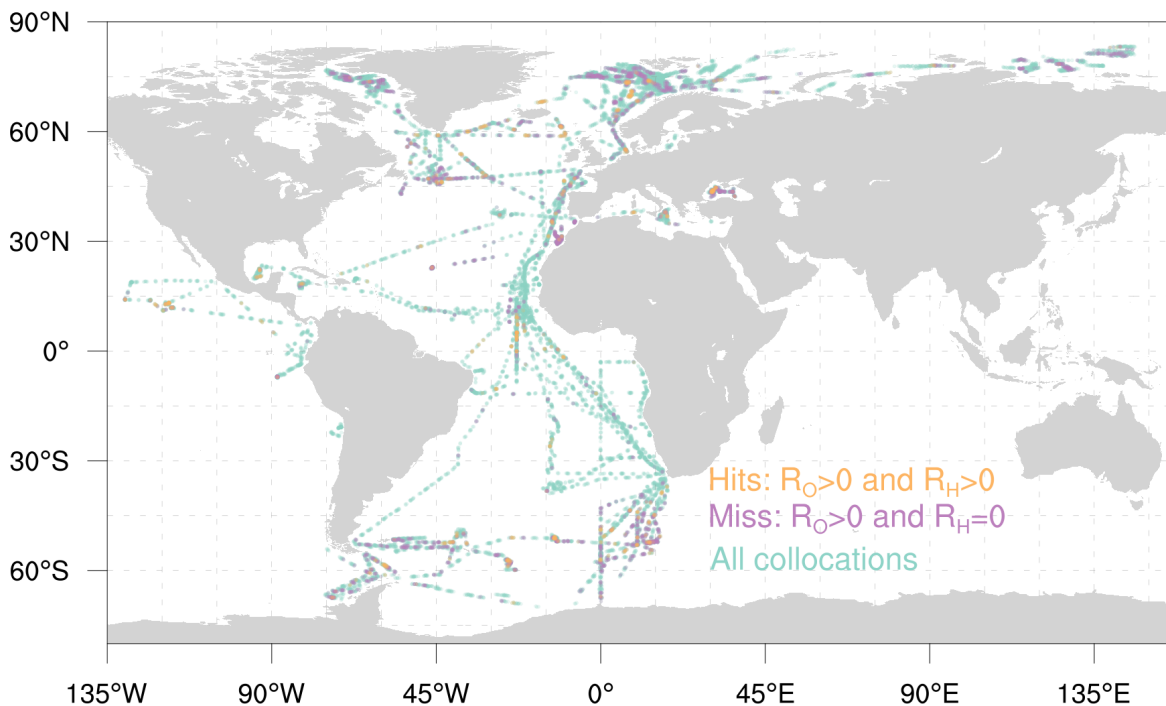 90°N
60°N
30°N
0°
30°S
60°S
Hits: R_O>0 and R_H>0
Miss: R_O>0 and R_H=0
All collocations
135°W 90°W 45°W 0° 45°E 90°E 135°E